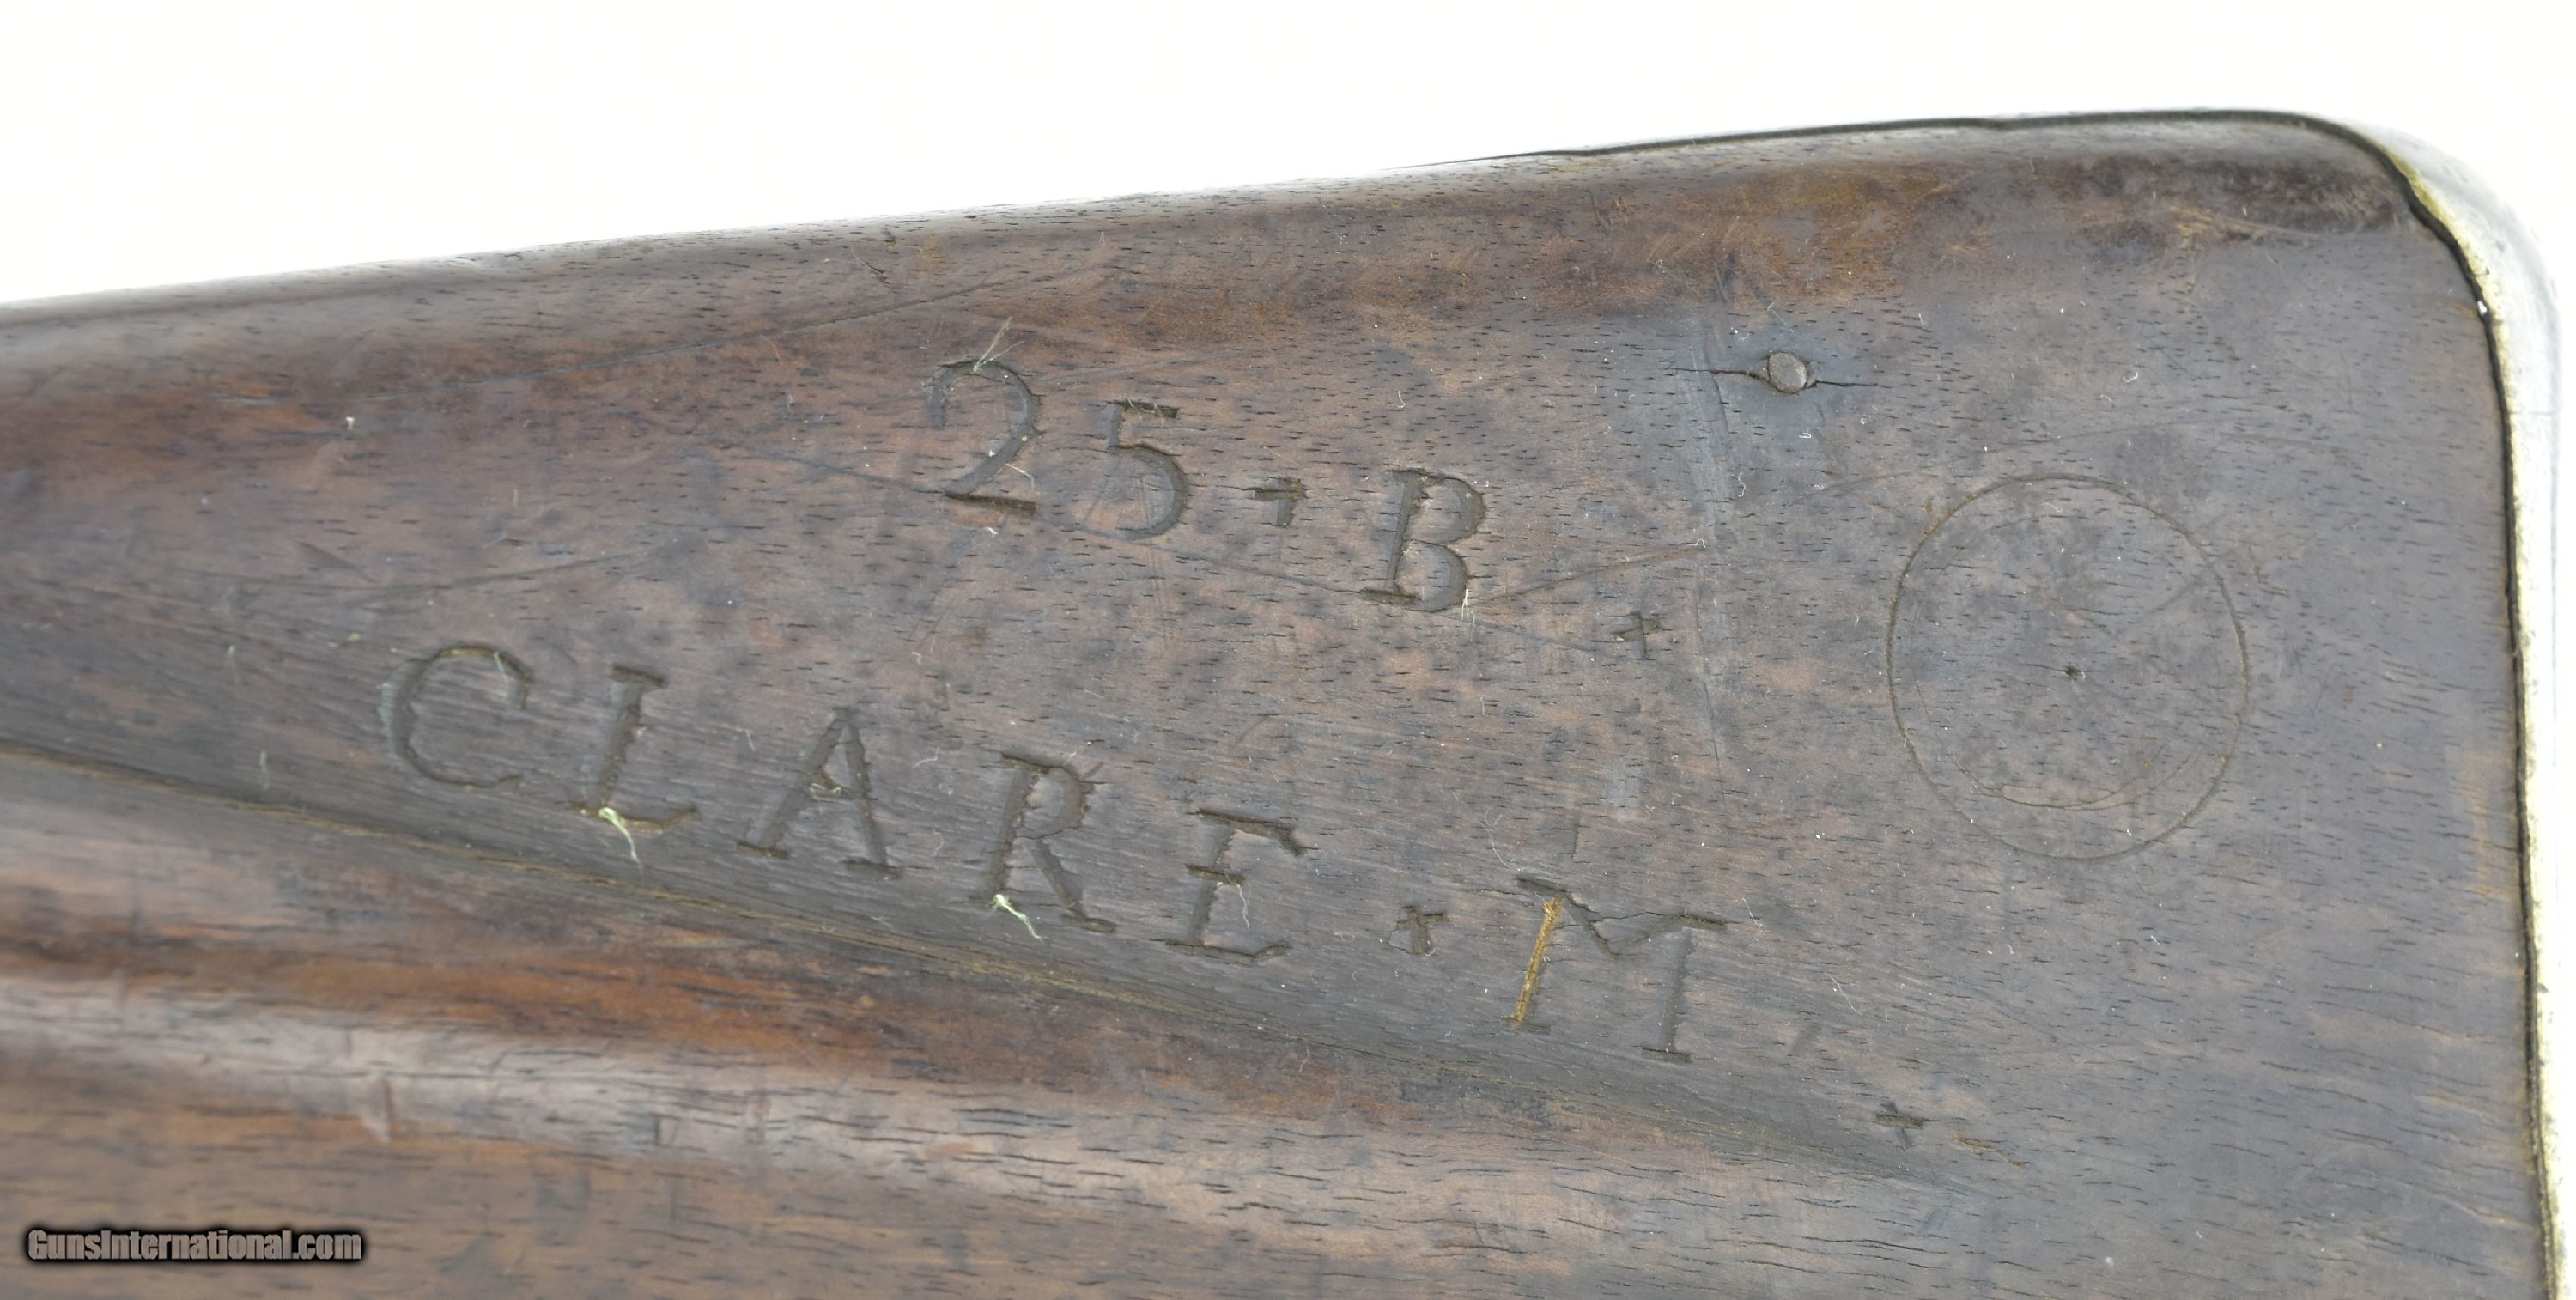 25 + B +
CLARE + M +
GunsInternational.com